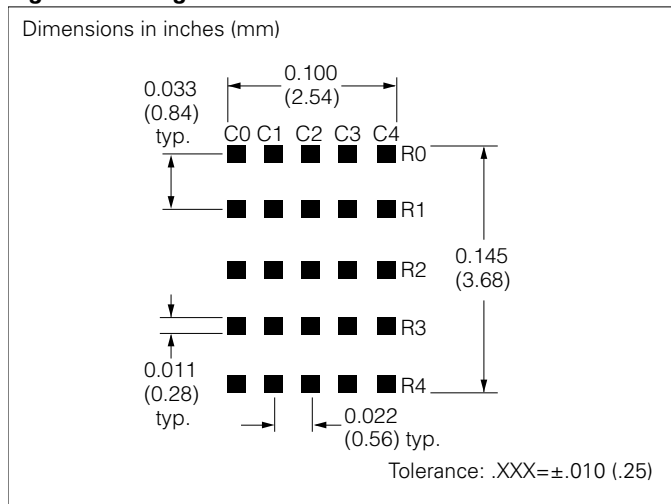 Dimensions in inches (mm)
0.033
(0.84)
typ.
0.100
(2.54)
C0 C1 C2 C3 C4
R0
R1
0.145
(3.68)
R2
R3
0.011
(0.28)
typ.
R4
0.022
(0.56) typ.
Tolerance: .XXX=±.010 (.25)